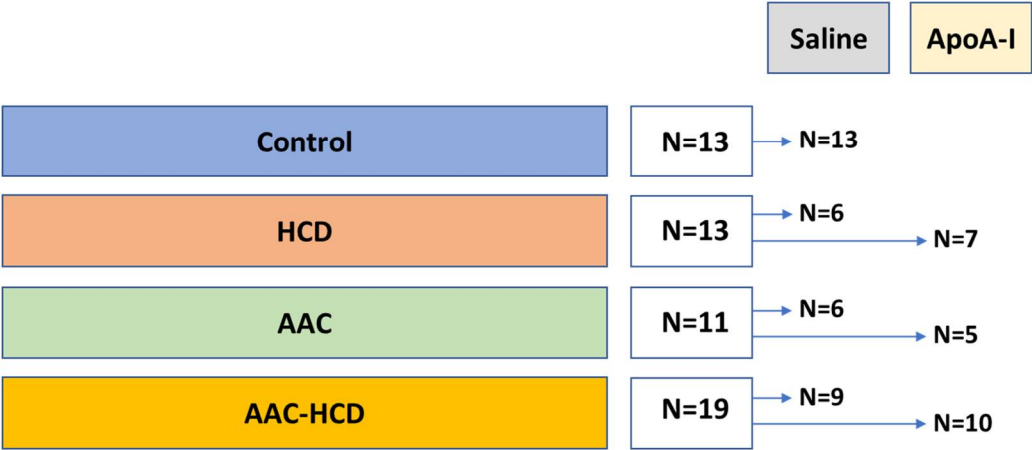 Saline
ApoA-I
Control
N=13
N=13
HCD
N=13
N=6
N=7
AAC
N=11
N=6
N=5
AAC-HCD
N=19
N=9
N=10